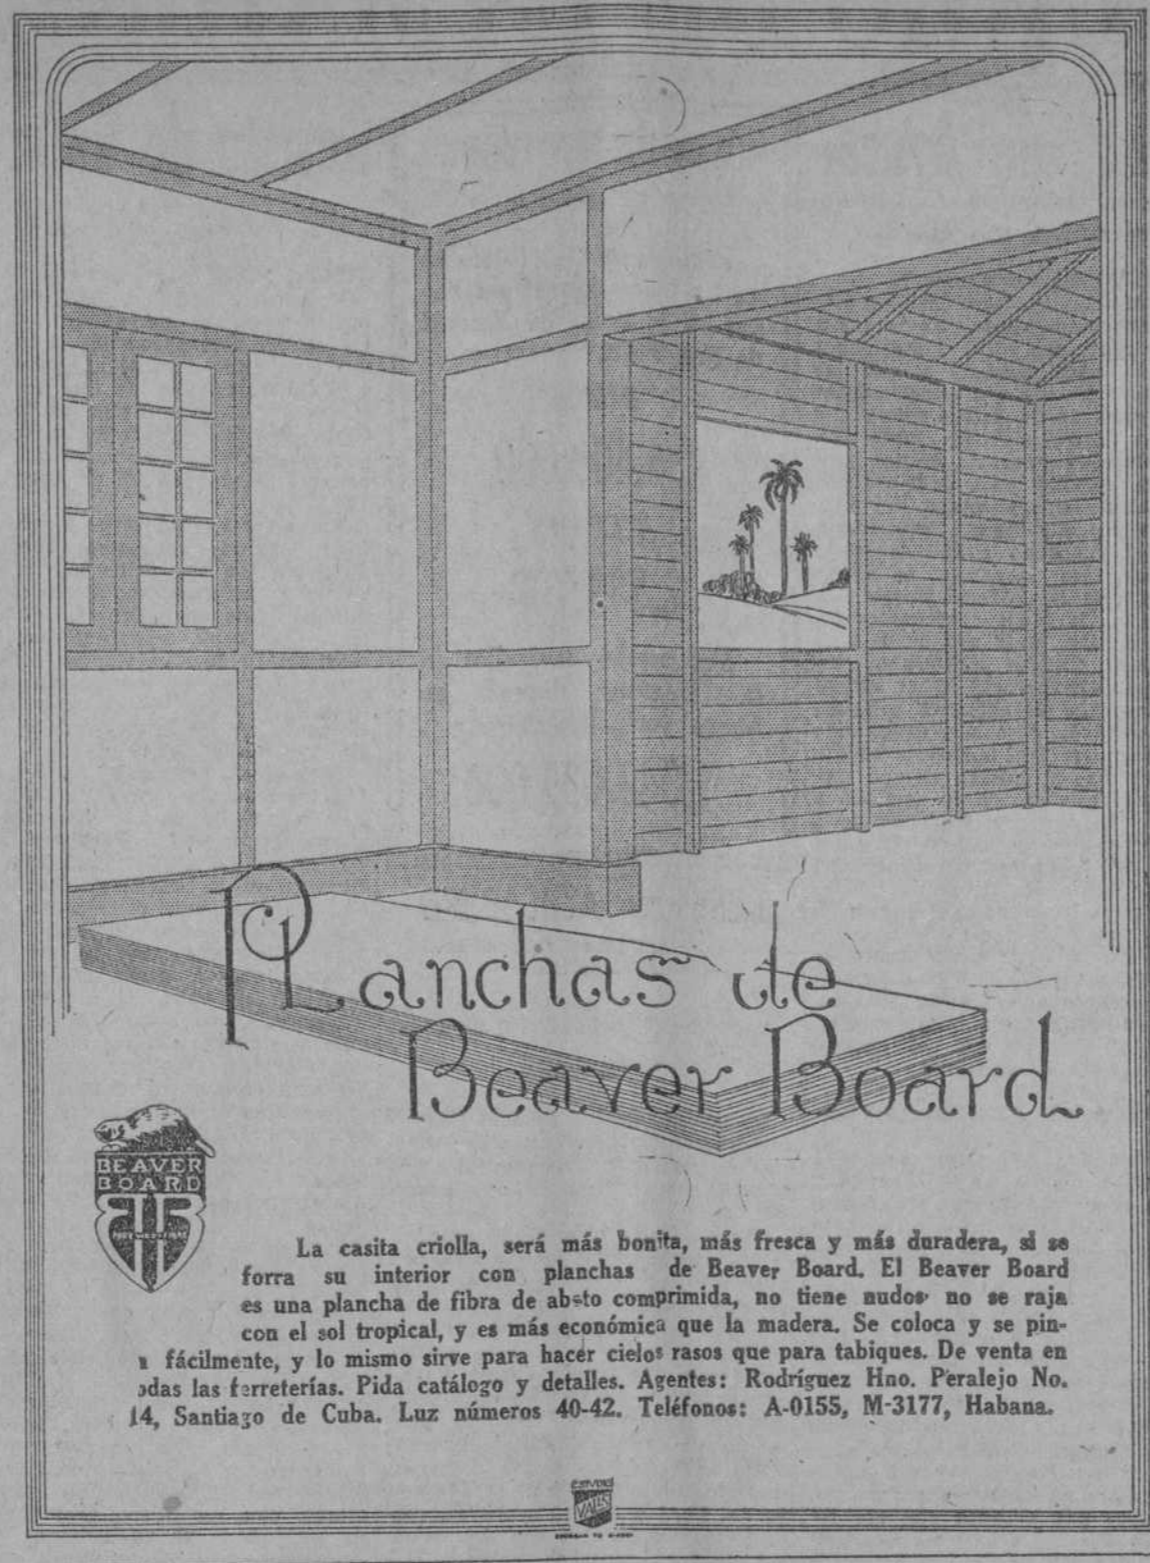 Planchas de
Beaver Board
BEAVER
BOARD
La casita criolla, será más bonita, más fresca y más duradera, si se
forra su interior con planchas de Beaver Board. El Beaver Board
es una plancha de fibra de abeto comprimida, no tiene nudos no se raja
con el sol tropical, y es más económica que la madera. Se coloca y se pin-
fácilmente, y lo mismo sirve para hacer cielos rasos que para tabiques. De venta en
odas las ferreterías. Pida catálogo y detalles. Agentes: Rodríguez Hno. Peralejo No.
14, Santiago de Cuba. Luz números 40-42. Teléfonos: A-0155, M-3177, Habana.
VALES